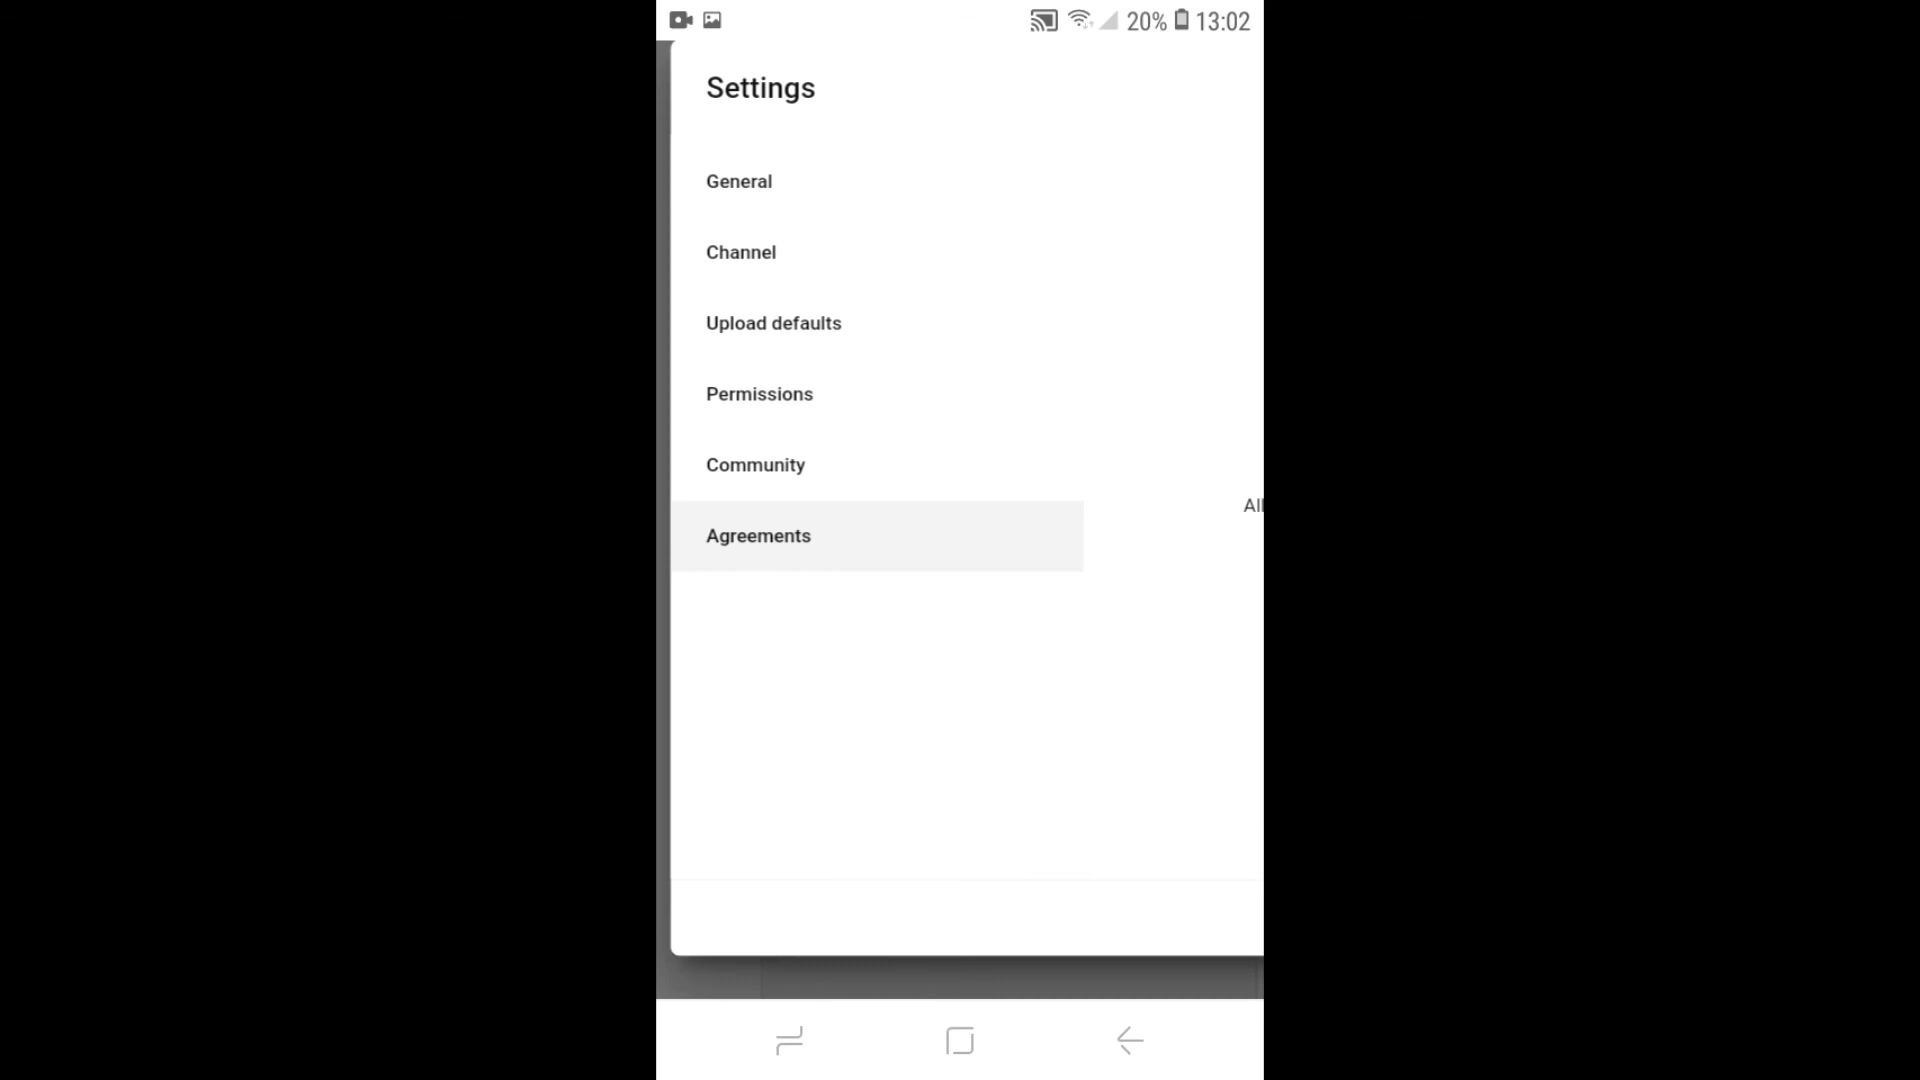 20% 13:02
Settings
General
Channel
Upload defaults
Permissions
Community
All
Agreements